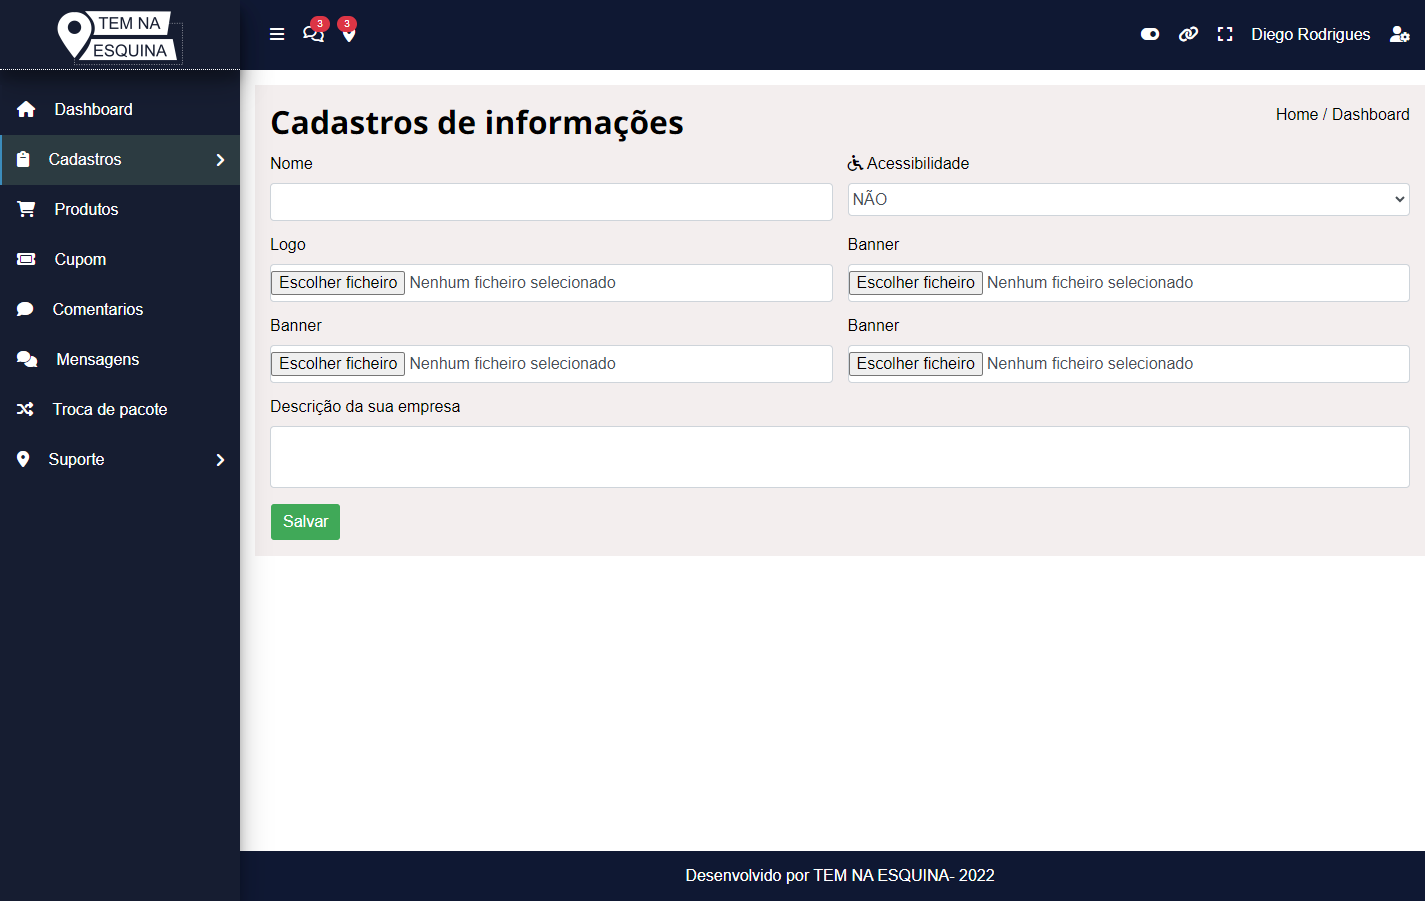 TEM NA
ESQUINA
3
3
Diego Rodrigues
Dashboard
Cadastros
Produtos
Cupom
Comentarios
Mensagens
Troca de pacote
Suporte
Cadastros de informações
Home / Dashboard
Nome
Acessibilidade
NÃO
Logo
Banner
Escolher ficheiro Nenhum ficheiro selecionado
Escolher ficheiro Nenhum ficheiro selecionado
Banner
Banner
Escolher ficheiro Nenhum ficheiro selecionado
Escolher ficheiro Nenhum ficheiro selecionado
Descrição da sua empresa
Salvar
Desenvolvido por TEM NA ESQUINA- 2022